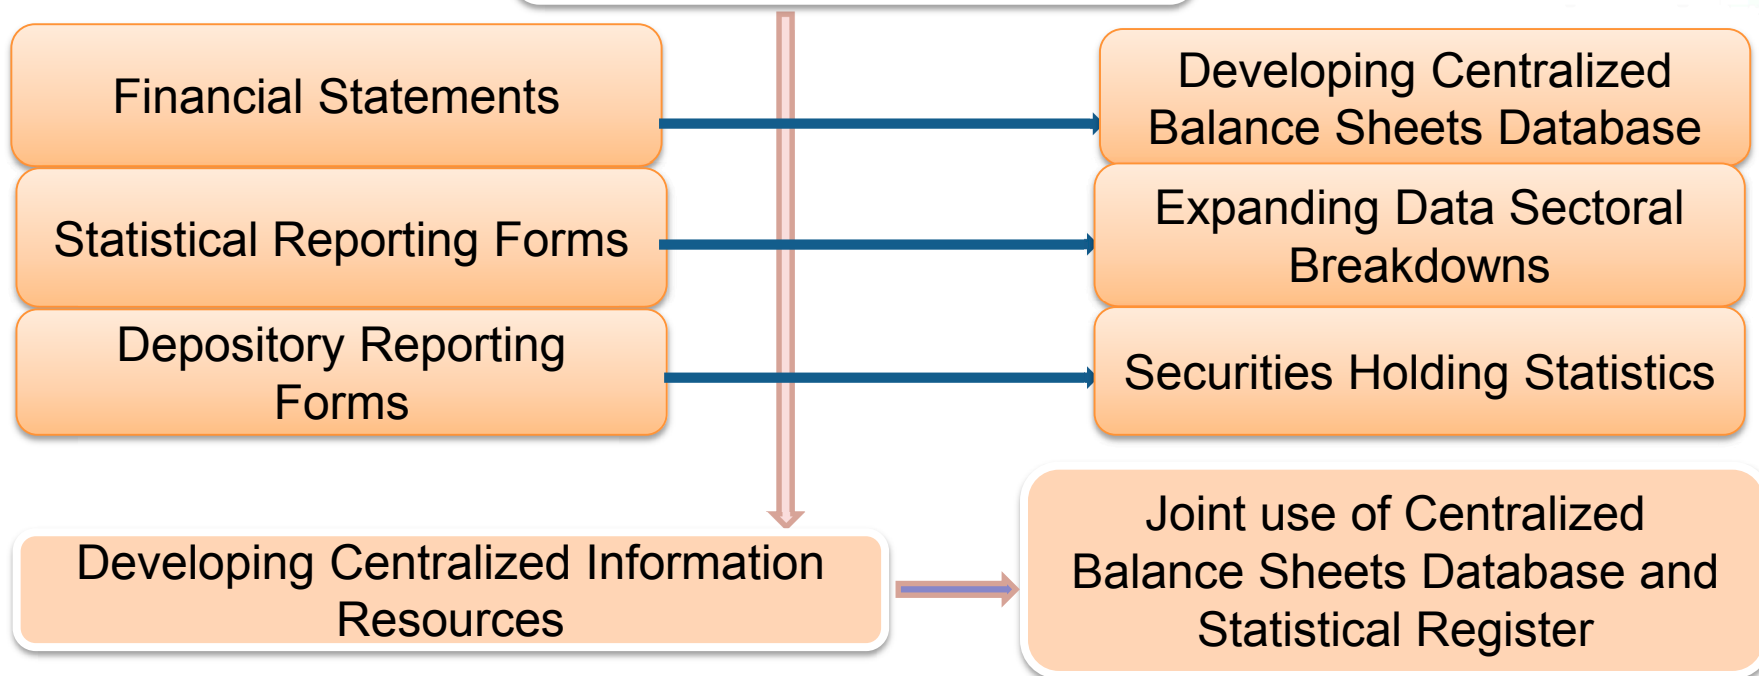 Financial Statements
Developing Centralized
Balance Sheets Database
Statistical Reporting Forms
Expanding Data Sectoral
Breakdowns
Depository Reporting
Forms
Securities Holding Statistics
Developing Centralized Information
Resources
Joint use of Centralized
Balance Sheets Database and
Statistical Register